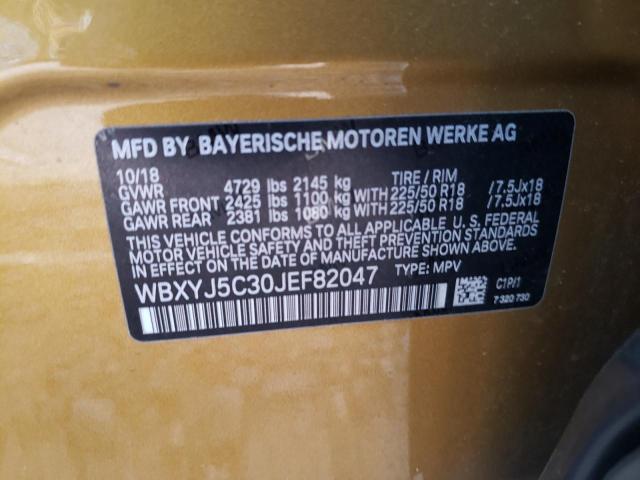 MFD BY BAYERISCHE MOTOREN WERKE AG
10/18 TIRE / RIM
GVWR 4729 lbs 2145 kg
GAWR FRONT 2425 lbs 1100 kg WITH 225/50 R18 /7.5Jx18
GAWR REAR 2381 lbs 1080 kg WITH 225/50 R18 /7.5Jx18
THIS VEHICLE CONFORMS TO ALL APPLICABLE U.S. FEDERAL
MOTOR VEHICLE SAFETY AND THEFT PREVENTION STANDARDS
IN EFFECT ON THE DATE OF MANUFACTURE SHOWN ABOVE.
WBXYJ5C30JEF82047 TYPE: MPV
C1P/1
7 320 730